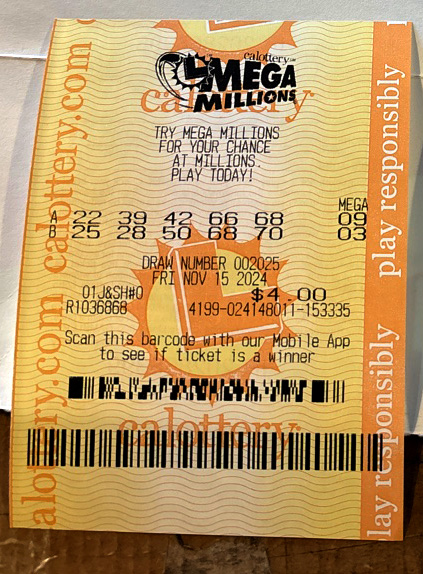 calottery
MEGA
MILLIONS
TRY MEGA MILLIONS
FOR YOUR CHANCE
AT MILLIONS.
PLAY TODAY!
MEGA
A 22 39 42 66 68 09
B 25 28 50 68 70 03
DRAW NUMBER 002025
FRI NOV 15 2024
01J&SH#0 $4.00
R1036868 4199-024148011-153335
Scan this barcode with our Mobile App
to see if ticket is a winner
calottery
calottery.com
play responsibly
play responsibly